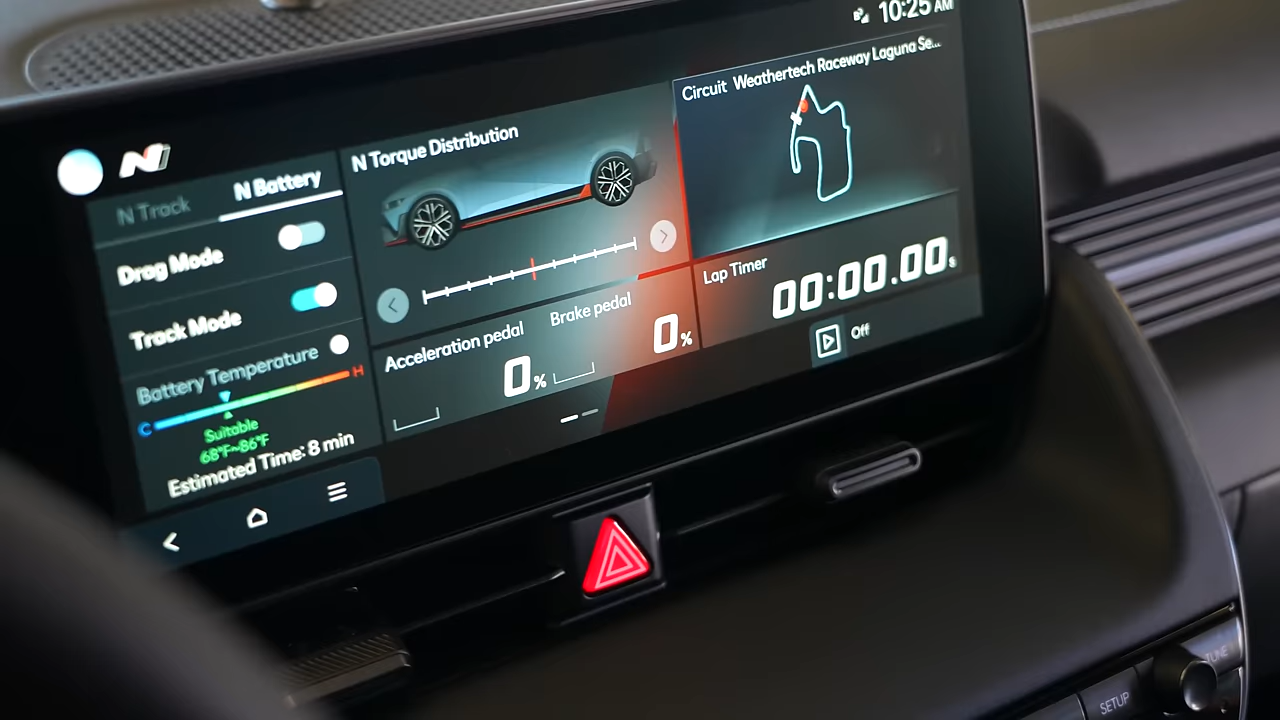 10:25 AM
N
N Track
N Battery
Drag Mode
Track Mode
Battery Temperature
C
H
Suitable
68°F~86°F
Estimated Time: 8 min
N Torque Distribution
Acceleration pedal
0%
Brake pedal
0%
Circuit Weathertech Raceway Laguna Se...
Lap Timer
00:00.00s
Off
SETUP
TUNE